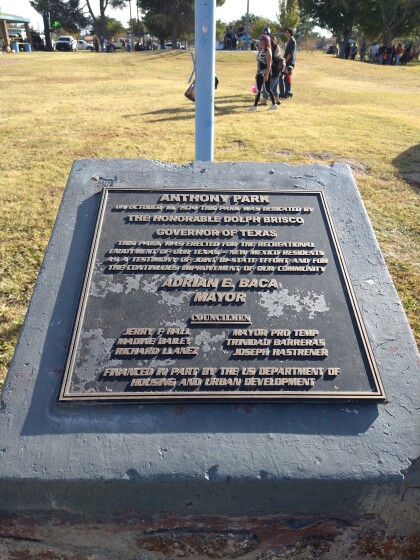 ANTHONY PARK
ON OCTOBER 1974 THIS PARK WAS DEDICATED BY
THE HONORABLE DOLPH BRISCO
GOVERNOR OF TEXAS
THIS PARK WAS ERECTED FOR THE RECREATIONAL
ENJOYMENT OF OUR TEXAS - NEW MEXICO RESIDENTS
AS A TESTIMONY OF JOINT BI-STATE EFFORT AND FOR
THE CONTINUOUS IMPROVEMENT OF OUR COMMUNITY
ADRIAN E. BACA
MAYOR
COUNCILMEN
JERRY P. HALL MAYOR PRO TEMP
MADINE BAILEY TRINIDAD BARRERAS
RICHARD LLANEZ JOSEPH HASTRENER
FINANCED IN PART BY THE US DEPARTMENT OF
HOUSING AND URBAN DEVELOPMENT